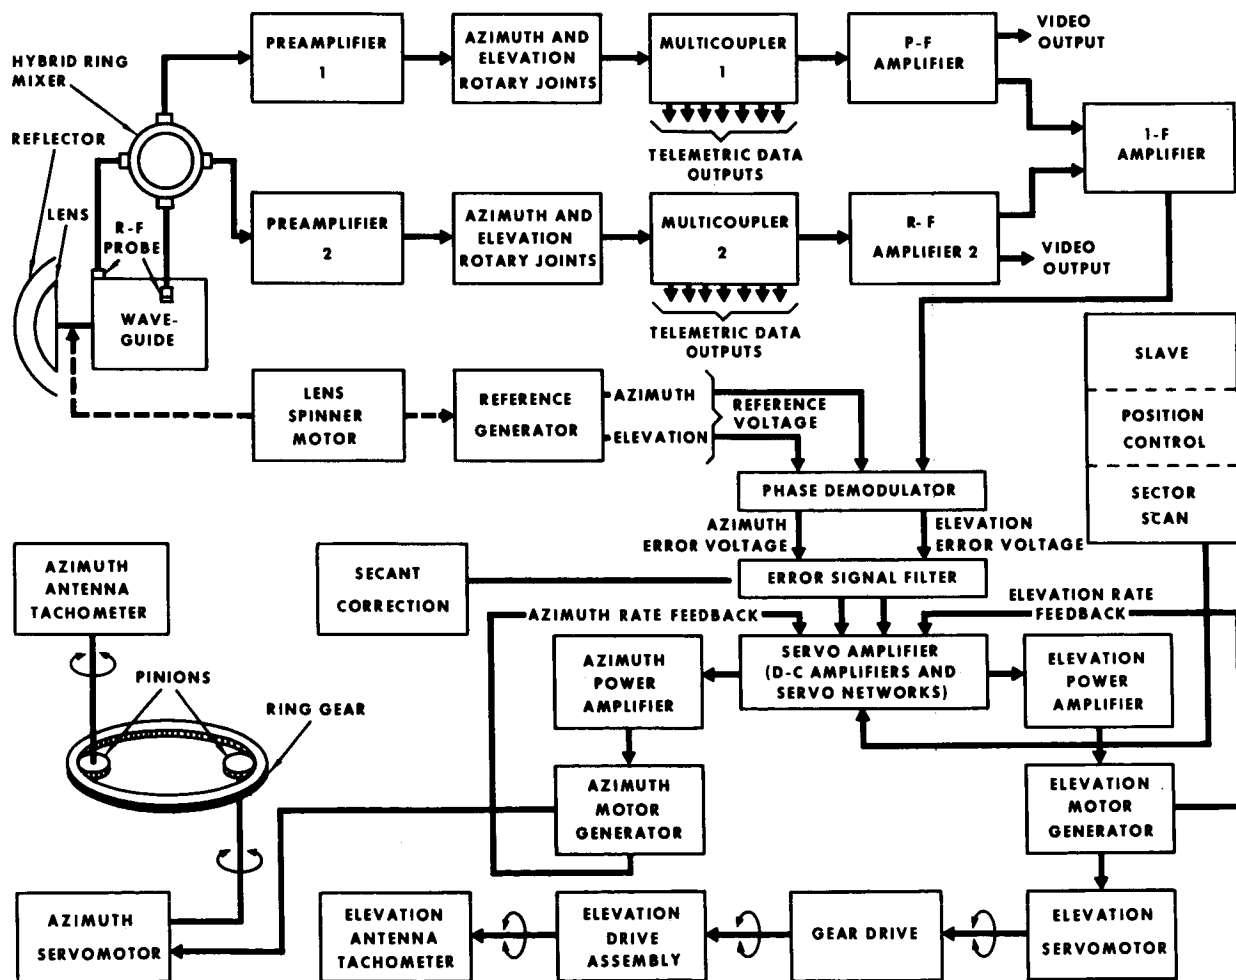 PREAMPLIFIER
1
AZIMUTH AND
ELEVATION
ROTARY JOINTS
MULTICOUPLER
1
P-F
AMPLIFIER
VIDEO
OUTPUT
HYBRID RING
MIXER
REFLECTOR
TELEMETRIC DATA
OUTPUTS
1-F
AMPLIFIER
LENS
R-F
PROBE
PREAMPLIFIER
2
AZIMUTH AND
ELEVATION
ROTARY JOINTS
MULTICOUPLER
2
R-F
AMPLIFIER 2
VIDEO
OUTPUT
WAVE-
GUIDE
TELEMETRIC DATA
OUTPUTS
LENS
SPINNER
MOTOR
REFERENCE
GENERATOR
AZIMUTH
ELEVATION
REFERENCE
VOLTAGE
SLAVE
POSITION
CONTROL
SECTOR
SCAN
PHASE DEMODULATOR
AZIMUTH
ERROR VOLTAGE
ELEVATION
ERROR VOLTAGE
AZIMUTH
ANTENNA
TACHOMETER
SECANT
CORRECTION
ERROR SIGNAL FILTER
AZIMUTH RATE FEEDBACK
ELEVATION RATE
FEEDBACK
SERVO AMPLIFIER
(D-C AMPLIFIERS AND
SERVO NETWORKS)
AZIMUTH
POWER
AMPLIFIER
ELEVATION
POWER
AMPLIFIER
PINIONS
RING GEAR
AZIMUTH
MOTOR
GENERATOR
ELEVATION
MOTOR
GENERATOR
AZIMUTH
SERVOMOTOR
ELEVATION
ANTENNA
TACHOMETER
ELEVATION
DRIVE
ASSEMBLY
GEAR DRIVE
ELEVATION
SERVOMOTOR